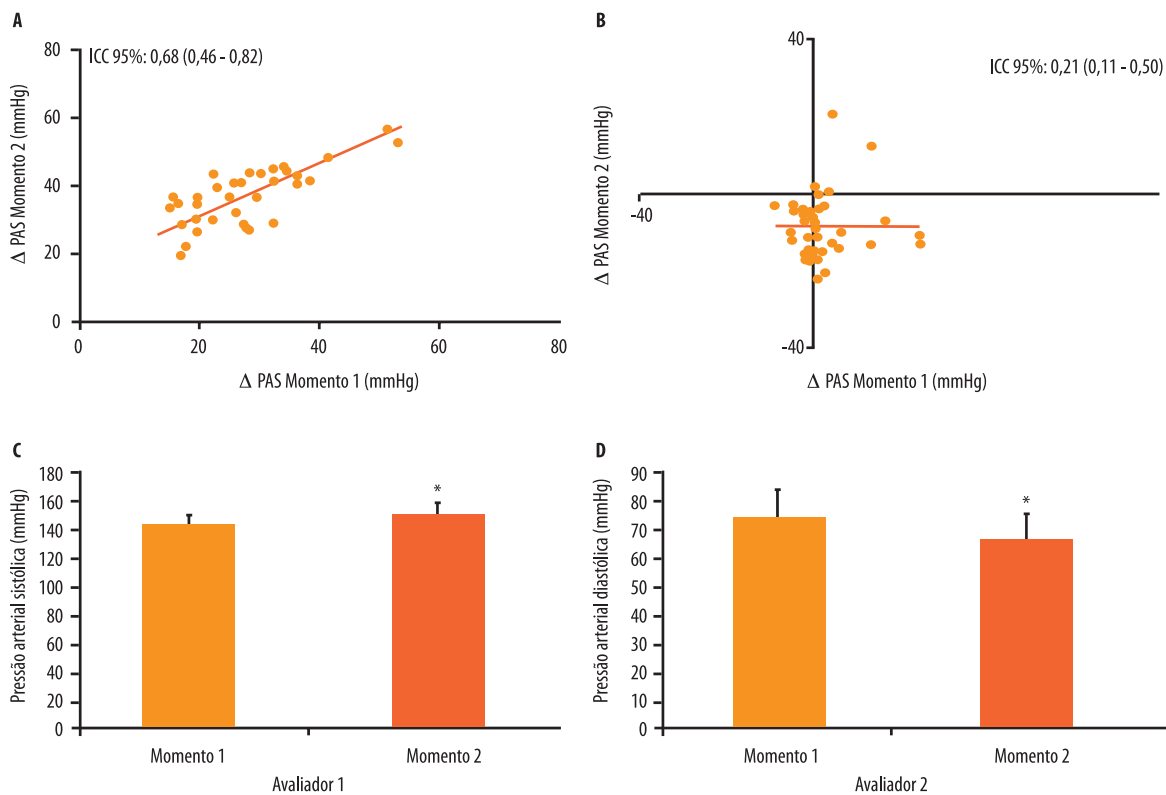 A
ICC 95%: 0,68 (0,46 - 0,82)
Δ PAS Momento 2 (mmHg)
80
60
40
20
0
0
20
40
60
80
Δ PAS Momento 1 (mmHg)
B
ICC 95%: 0,21 (0,11 - 0,50)
Δ PAS Momento 2 (mmHg)
40
-40
40
-40
Δ PAS Momento 1 (mmHg)
C
Pressão arterial sistólica (mmHg)
180
160
140
120
100
80
60
40
20
0
*
Momento 1
Momento 2
Avaliador 1
D
Pressão arterial diastólica (mmHg)
90
80
70
60
50
40
30
20
10
0
*
Momento 1
Momento 2
Avaliador 2